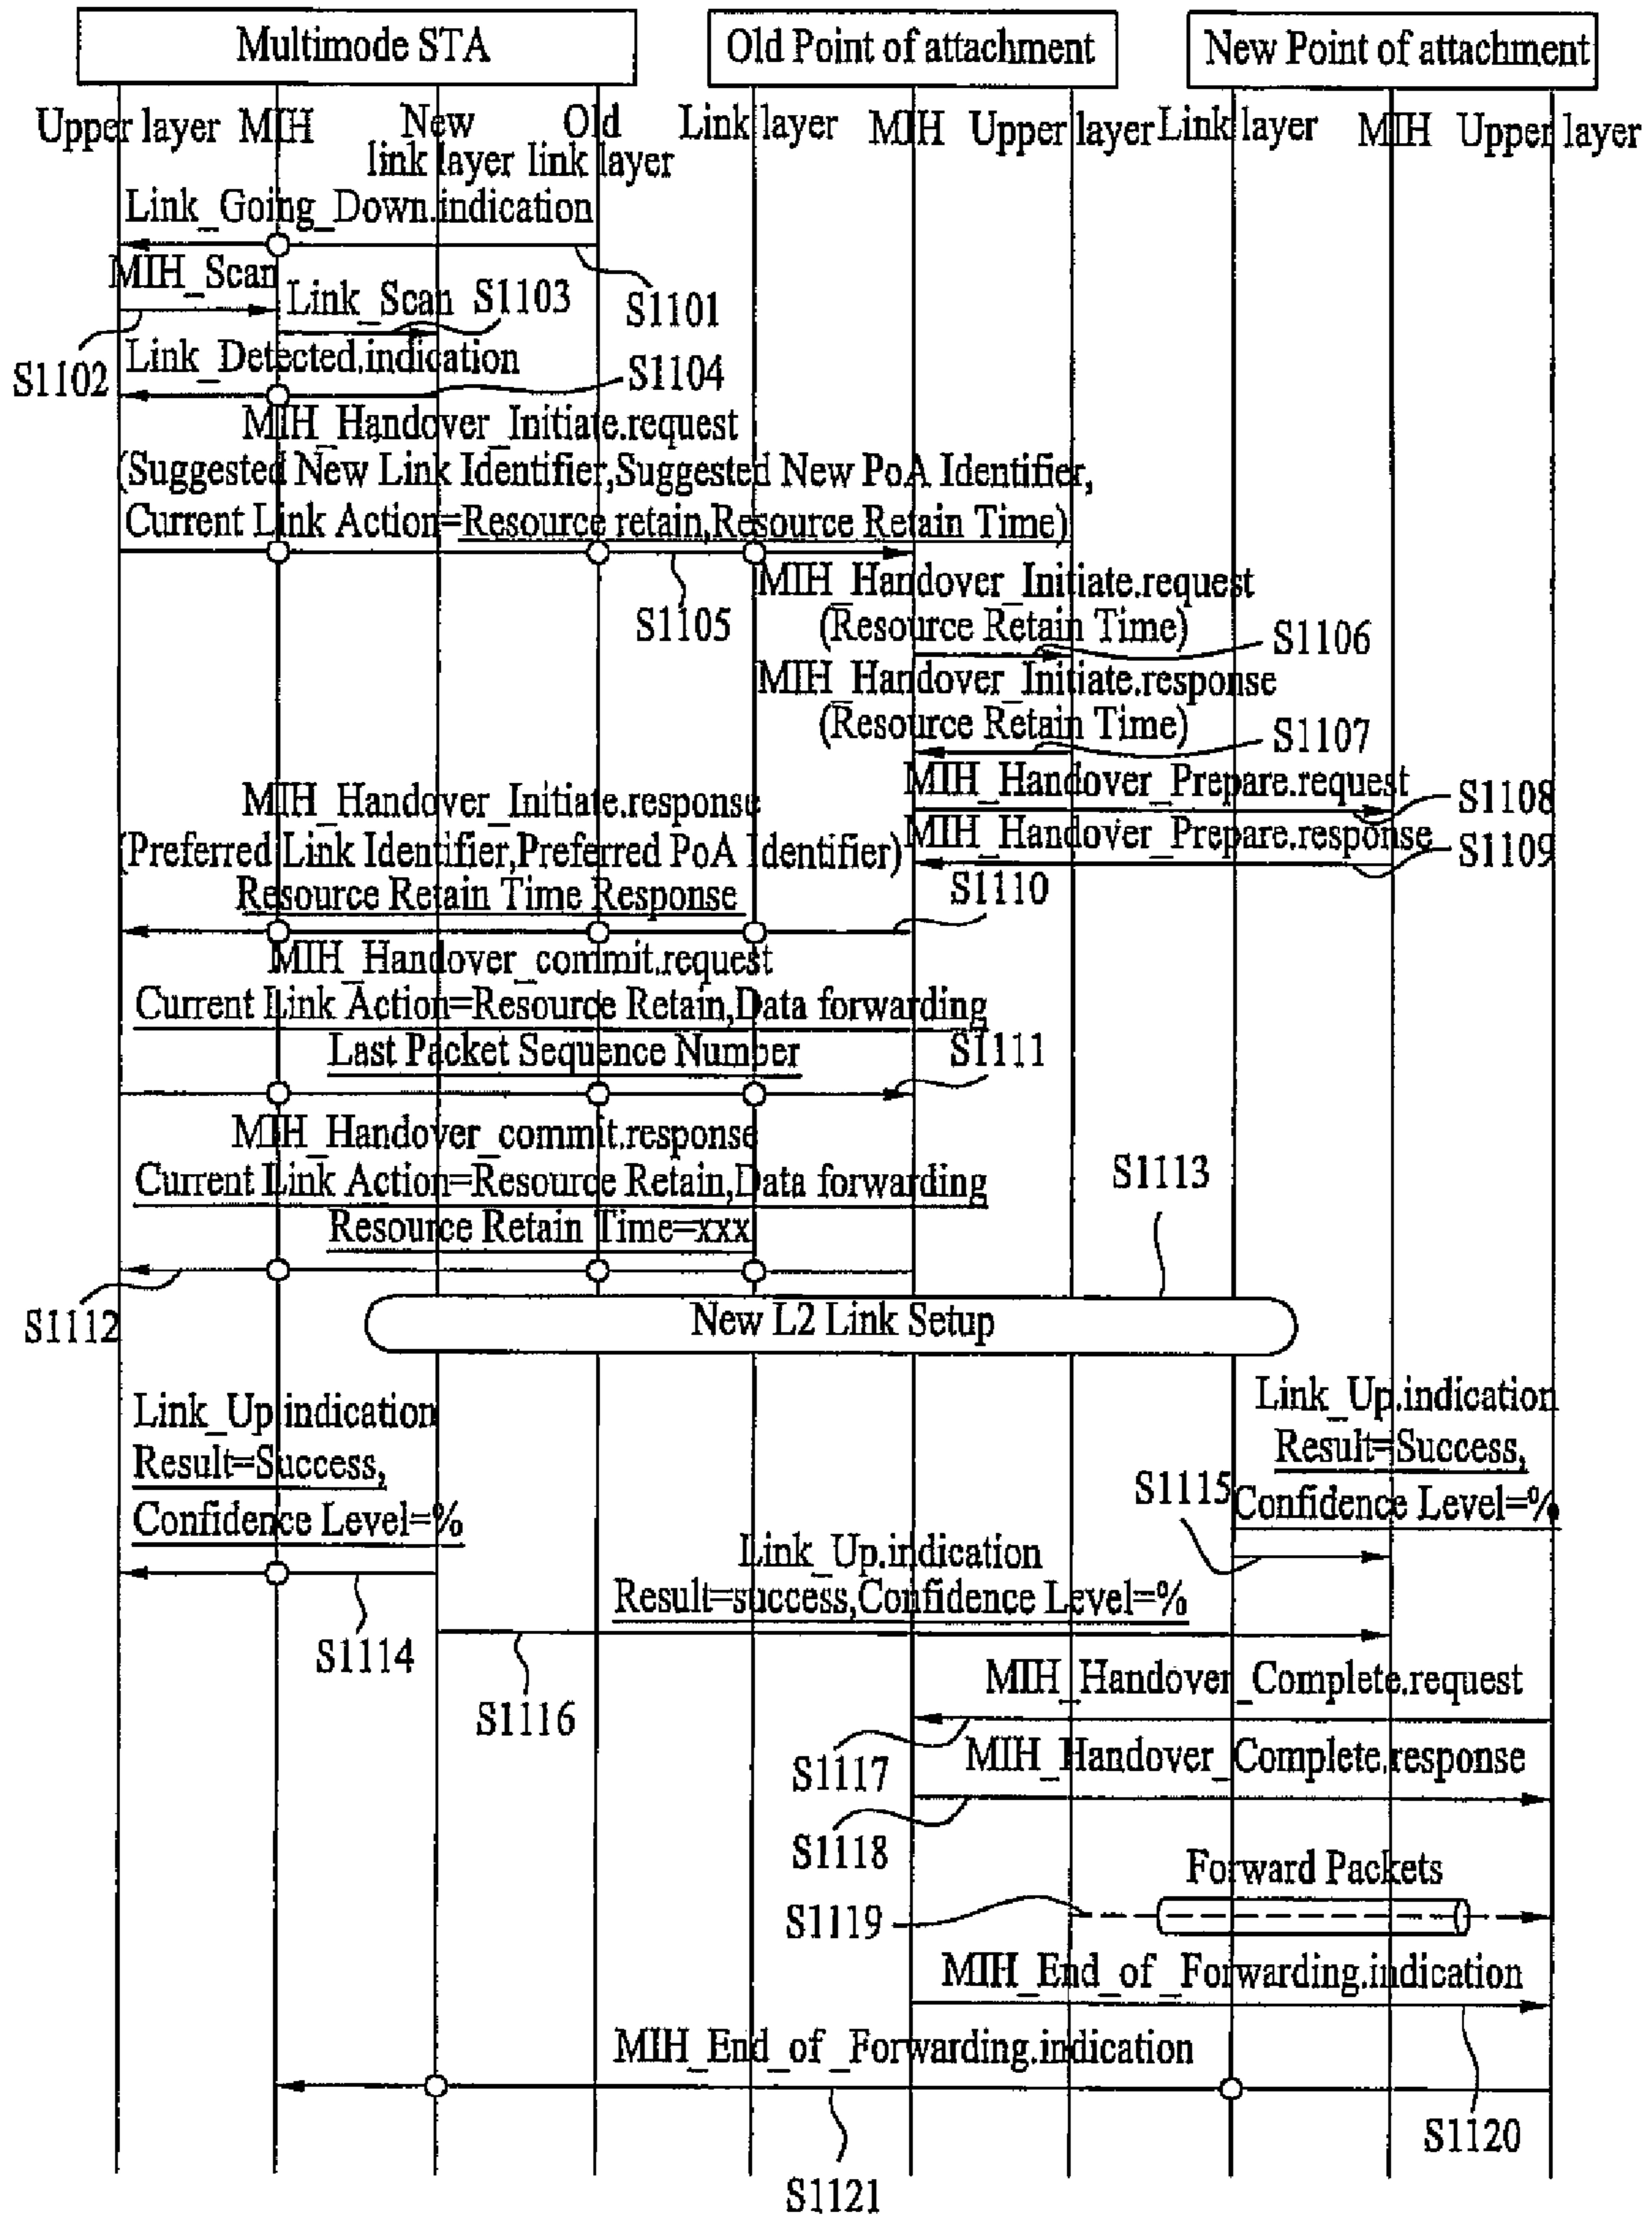 Multimode STA
Old Point of attachment
New Point of attachment
Upper layer
MIH
New
link layer
Old
link layer
Link layer
MIH
Upper layer
Link layer
MIH
Upper layer
Link_Going_Down.indication
S1101
MIH_Scan
S1102
Link_Scan
S1103
Link_Detected.indication
S1104
MIH_Handover_Initiate.request
(Suggested New Link Identifier,Suggested New PoA Identifier,
Current Link Action=Resource retain,Resource Retain Time)
S1105
MIH_Handover_Initiate.request
(Resource Retain Time)
S1106
MIH_Handover_Initiate.response
(Resource Retain Time)
S1107
MIH_Handover_Prepare.request
S1108
MIH_Handover_Prepare.response
S1109
MIH_Handover_Initiate.response
(Preferred Link Identifier,Preferred PoA Identifier)
Resource Retain Time Response
S1110
MIH_Handover_commit.request
Current Link Action=Resource Retain,Data forwarding
Last Packet Sequence Number
S1111
MIH_Handover_commit.response
Current Link Action=Resource Retain,Data forwarding
Resource Retain Time=xxx
S1112
S1113
New L2 Link Setup
Link_Up.indication
Result=Success,
Confidence Level=%
S1114
Link_Up.indication
Result=Success,
Confidence Level=%
S1115
Link_Up.indication
Result=success,Confidence Level=%
S1116
MIH_Handover_Complete.request
S1117
MIH_Handover_Complete.response
S1118
Forward Packets
S1119
MIH_End_of_Forwarding.indication
S1120
MIH_End_of_Forwarding.indication
S1121